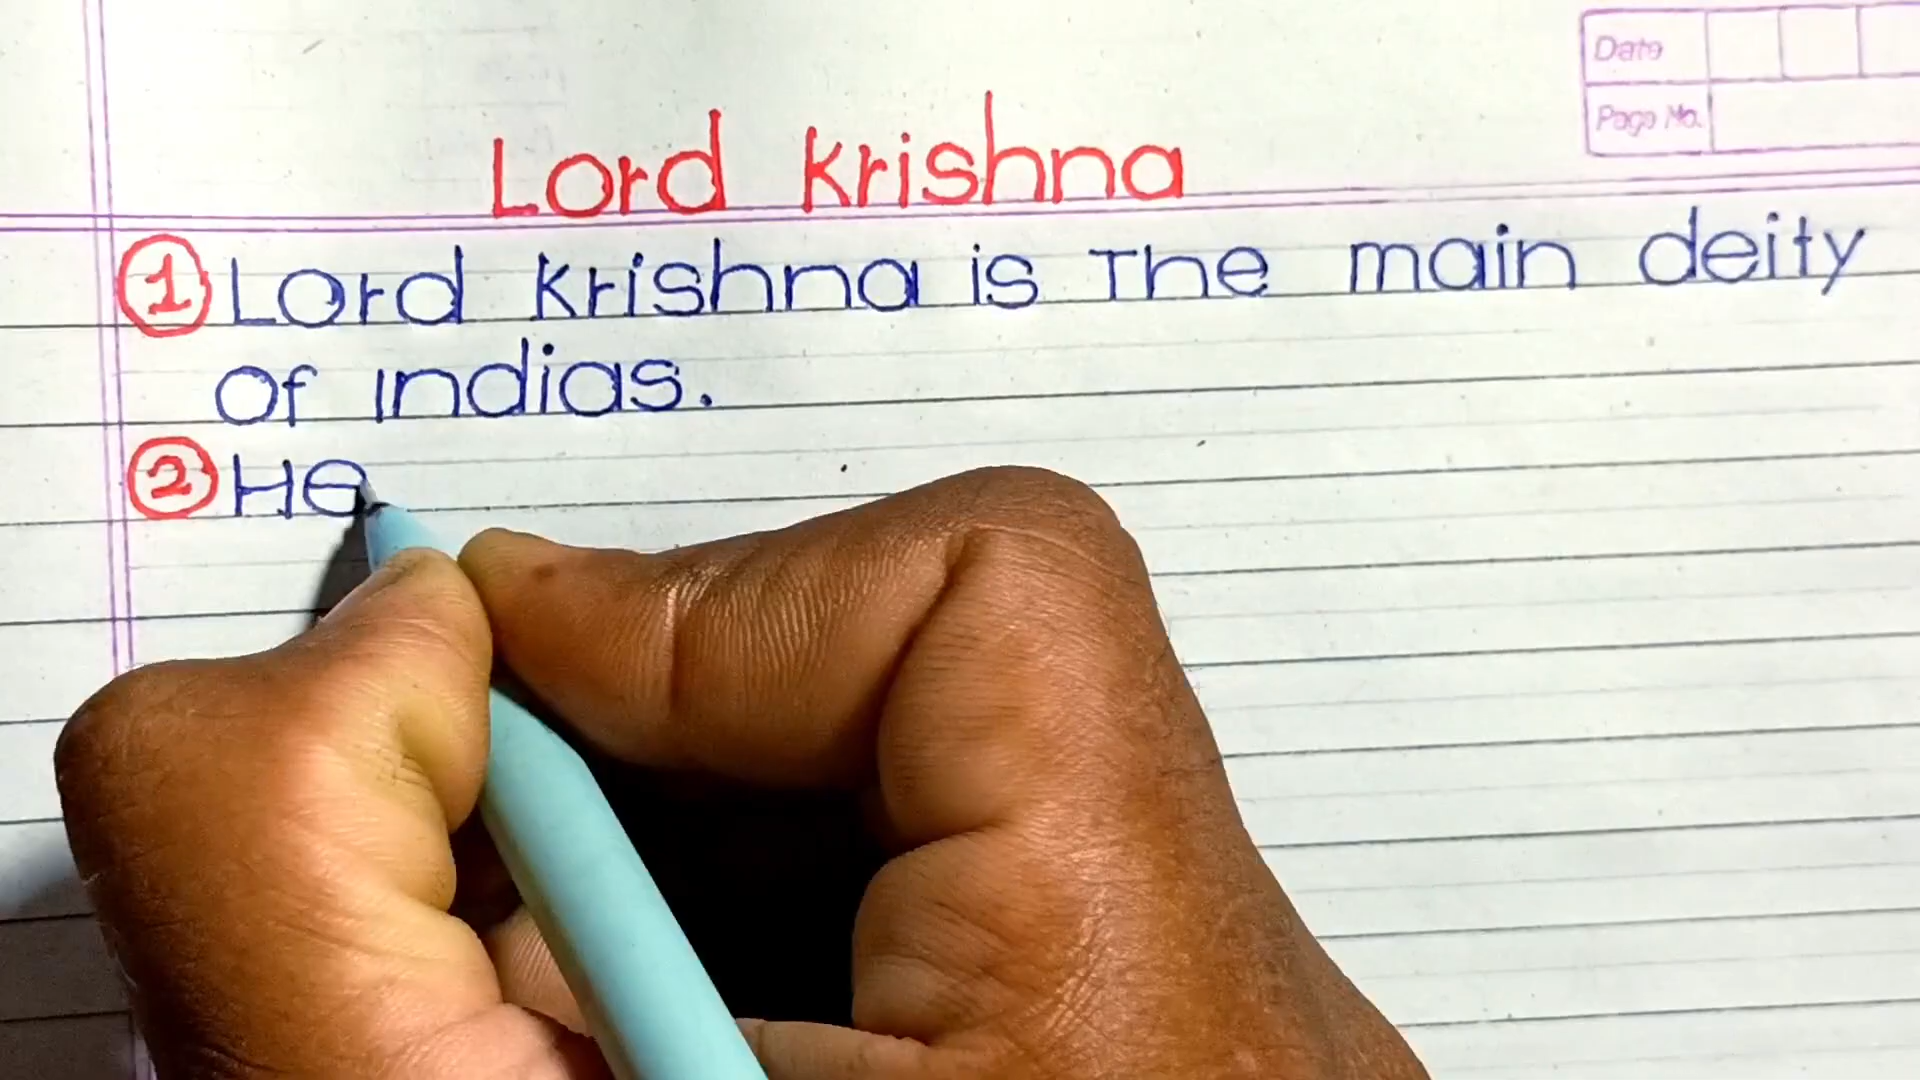 Date
Page No.
Lord Krishna
1 Lord Krishna is The main deity
of indias.
2 He